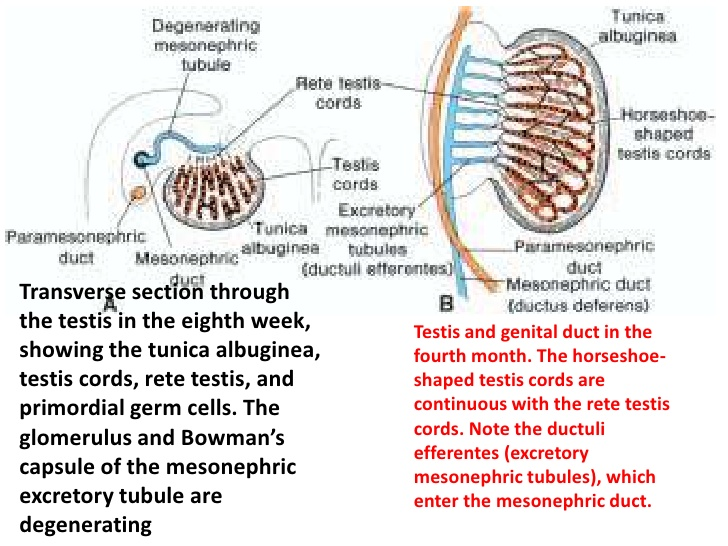 Degenerating
mesonephric
tubule
Rete testis
cords
Testis
cords
Paramesonephric
duct
Mesonephric
duct
Tunica
albuginea
A
Tunica
albuginea
Horseshoe-
shaped
testis cords
Excretory
mesonephric
tubules
(ductuli efferentes)
Paramesonephric
duct
Mesonephric duct
(ductus deferens)
B
Transverse section through
the testis in the eighth week,
showing the tunica albuginea,
testis cords, rete testis, and
primordial germ cells. The
glomerulus and Bowman’s
capsule of the mesonephric
excretory tubule are
degenerating
Testis and genital duct in the
fourth month. The horseshoe-
shaped testis cords are
continuous with the rete testis
cords. Note the ductuli
efferentes (excretory
mesonephric tubules), which
enter the mesonephric duct.